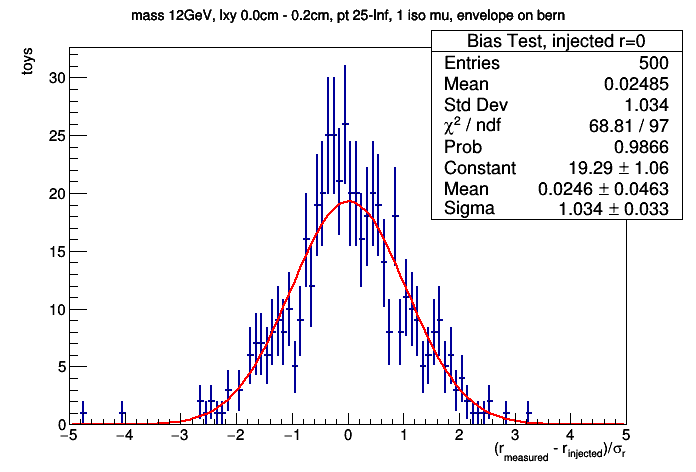 mass 12GeV, lxy 0.0cm - 0.2cm, pt 25-Inf, 1 iso mu, envelope on bern
Bias Test, injected r=0
Entries 500
Mean 0.02485
Std Dev 1.034
χ² / ndf 68.81 / 97
Prob 0.9866
Constant 19.29 ± 1.06
Mean 0.0246 ± 0.0463
Sigma 1.034 ± 0.033
toys
30
25
20
15
10
5
0
−5 −4 −3 −2 −1 0 1 2 3 4 5
(r_measured - r_injected)/σ_r